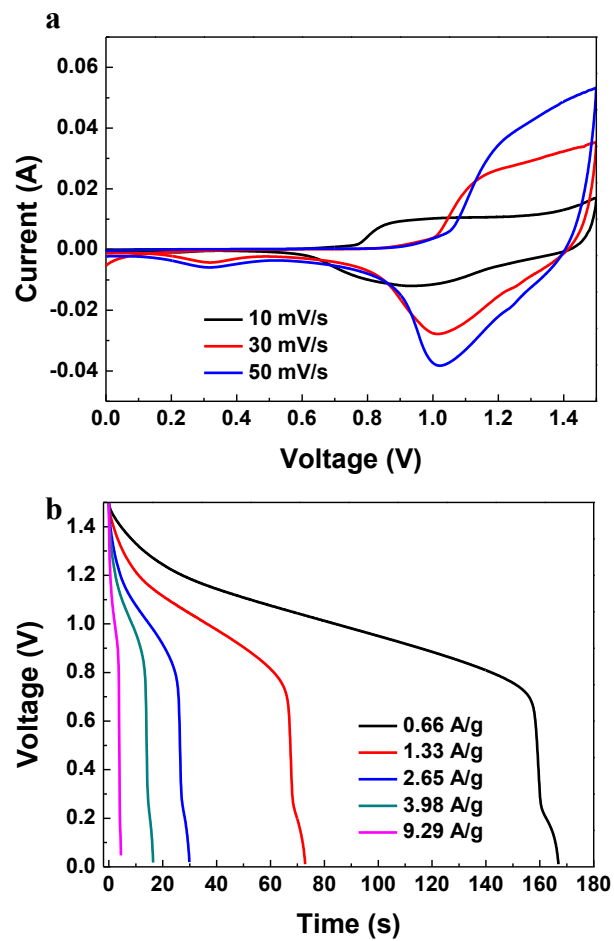 a
0.06
0.04
0.02
0.00
-0.02
-0.04
Current (A)
10 mV/s
30 mV/s
50 mV/s
0.0 0.2 0.4 0.6 0.8 1.0 1.2 1.4
Voltage (V)
b
1.4
1.2
1.0
0.8
0.6
0.4
0.2
0.0
Voltage (V)
0.66 A/g
1.33 A/g
2.65 A/g
3.98 A/g
9.29 A/g
0 20 40 60 80 100 120 140 160 180
Time (s)